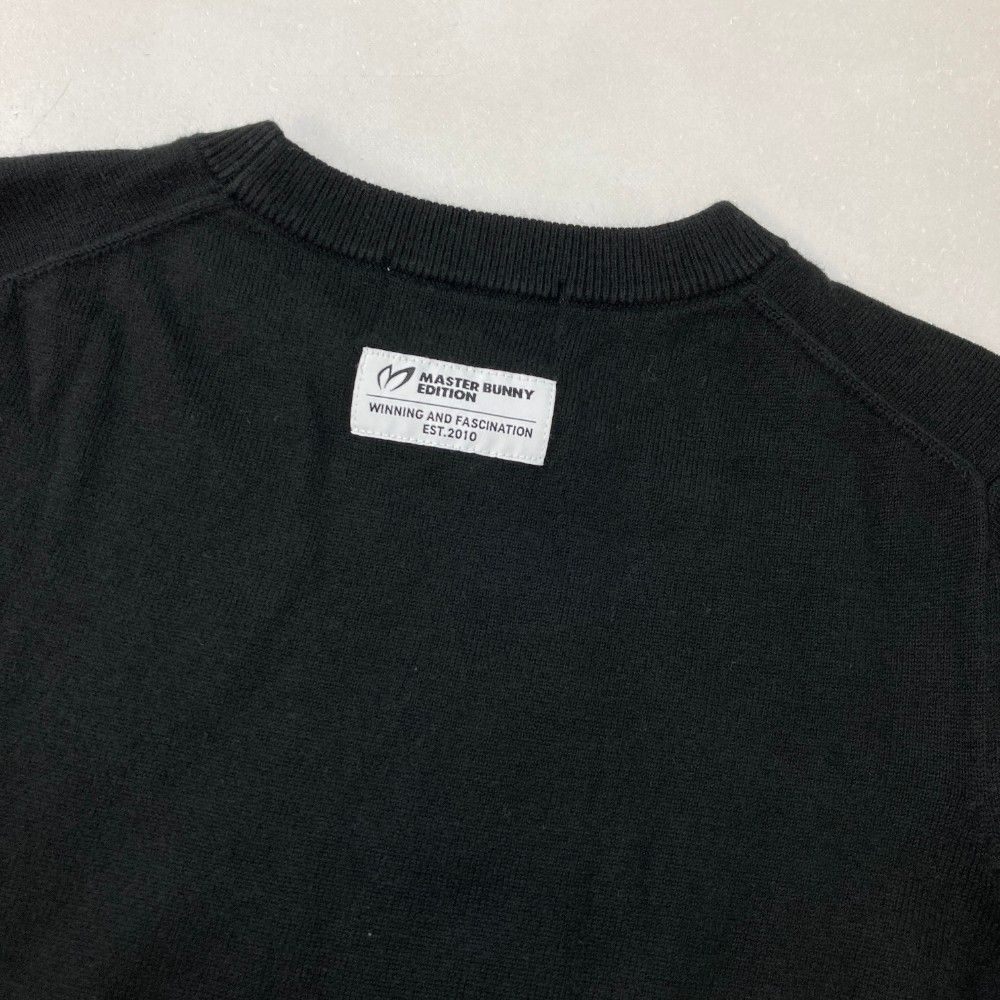 MASTER BUNNY
EDITION
WINNING AND FASCINATION
EST.2010